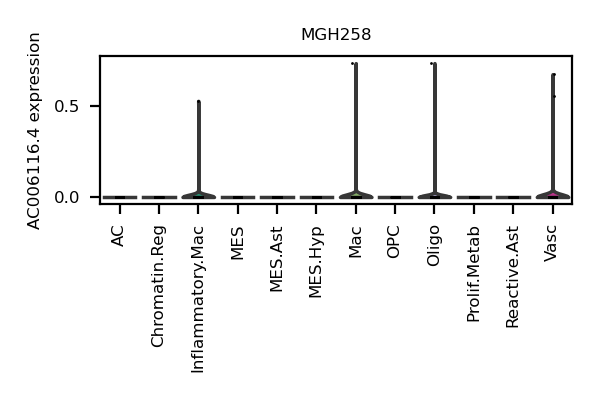 MGH258
AC006116.4 expression
0.5
0.0
AC
Chromatin.Reg
Inflammatory.Mac
MES
MES.Ast
MES.Hyp
Mac
OPC
Oligo
Prolif.Metab
Reactive.Ast
Vasc